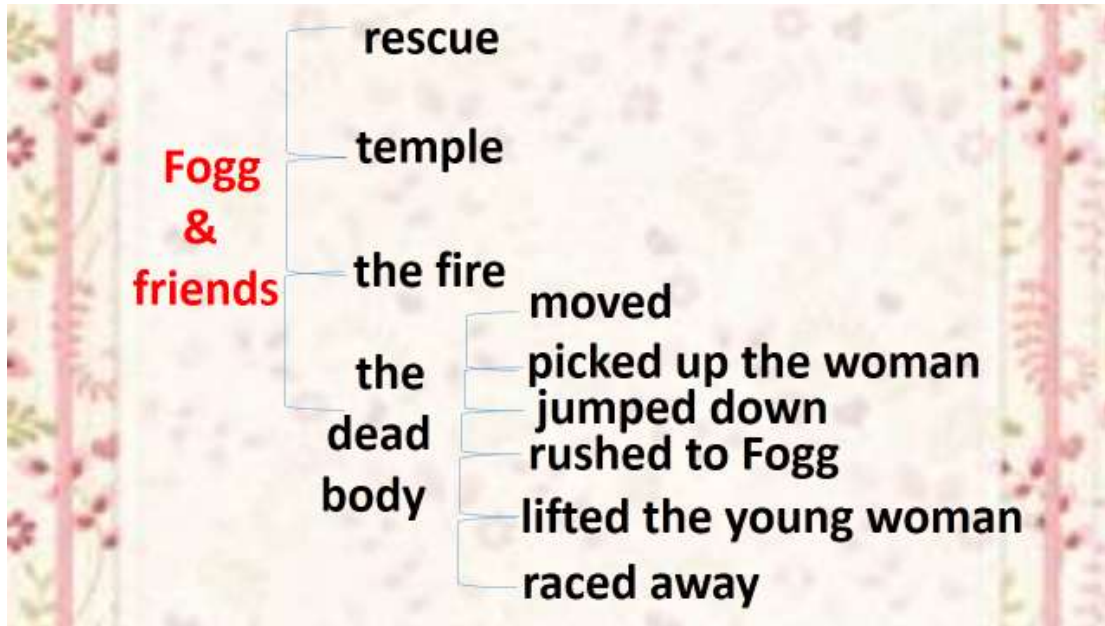 Fogg
&
friends
rescue
temple
the fire
the
dead
body
moved
picked up the woman
jumped down
rushed to Fogg
lifted the young woman
raced away